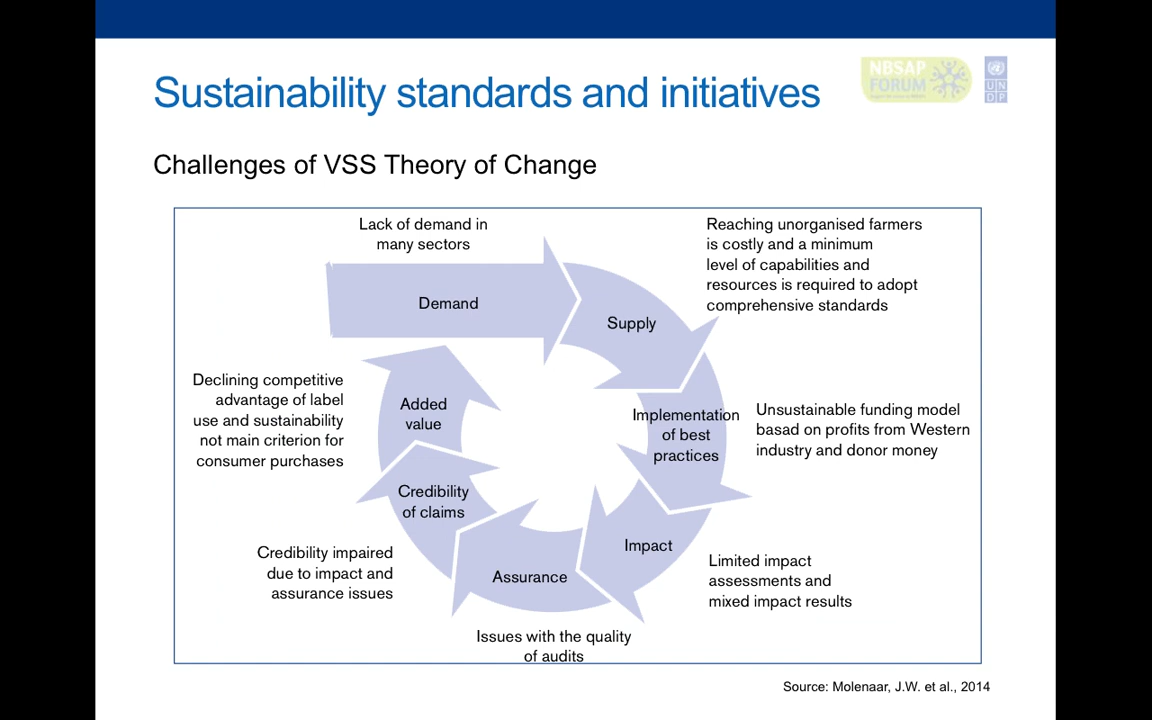 Sustainability standards and initiatives
NBSAP
FORUM
UN
DP
Challenges of VSS Theory of Change
Lack of demand in
many sectors
Demand
Supply
Reaching unorganised farmers
is costly and a minimum
level of capabilities and
resources is required to adopt
comprehensive standards
Implementation
of best
practices
Unsustainable funding model
basad on profits from Western
industry and donor money
Impact
Limited impact
assessments and
mixed impact results
Assurance
Issues with the quality
of audits
Credibility
of claims
Credibility impaired
due to impact and
assurance issues
Added
value
Declining competitive
advantage of label
use and sustainability
not main criterion for
consumer purchases
Source: Molenaar, J.W. et al., 2014